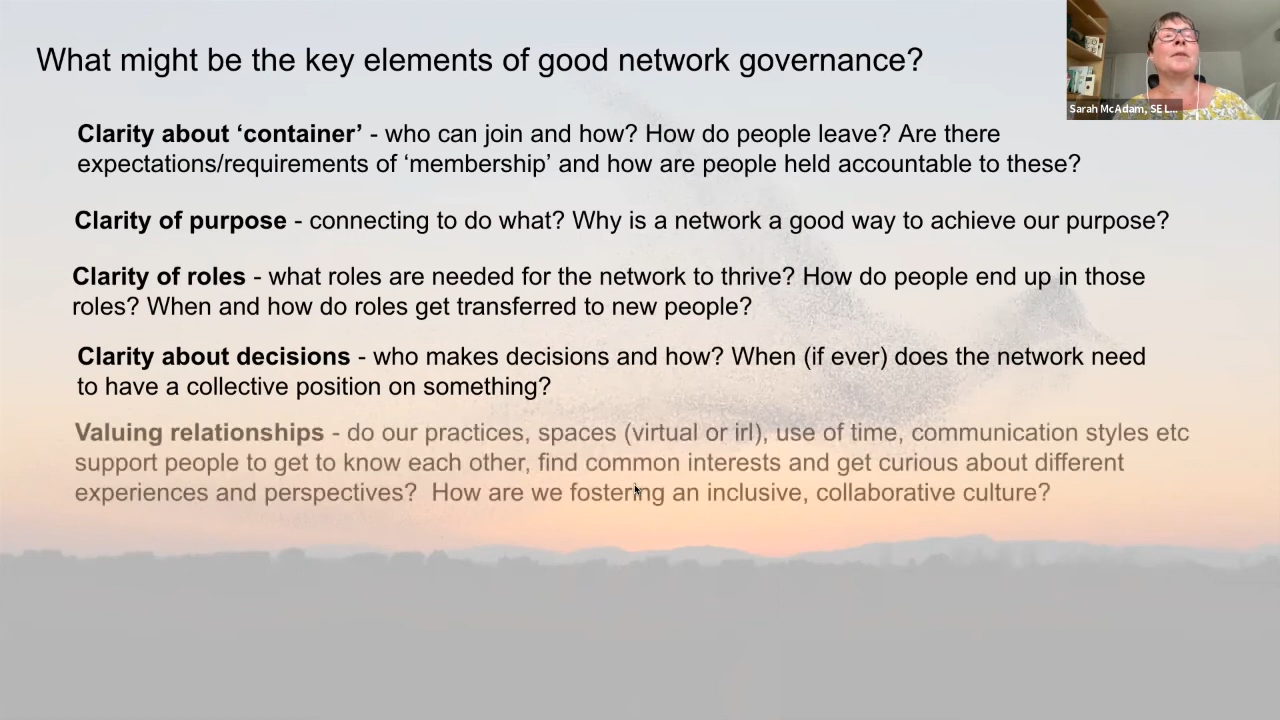 What might be the key elements of good network governance?
Sarah McAdam, SE L...
Clarity about ‘container’ - who can join and how? How do people leave? Are there
expectations/requirements of ‘membership’ and how are people held accountable to these?
Clarity of purpose - connecting to do what? Why is a network a good way to achieve our purpose?
Clarity of roles - what roles are needed for the network to thrive? How do people end up in those
roles? When and how do roles get transferred to new people?
Clarity about decisions - who makes decisions and how? When (if ever) does the network need
to have a collective position on something?
Valuing relationships - do our practices, spaces (virtual or irl), use of time, communication styles etc
support people to get to know each other, find common interests and get curious about different
experiences and perspectives?  How are we fostering an inclusive, collaborative culture?